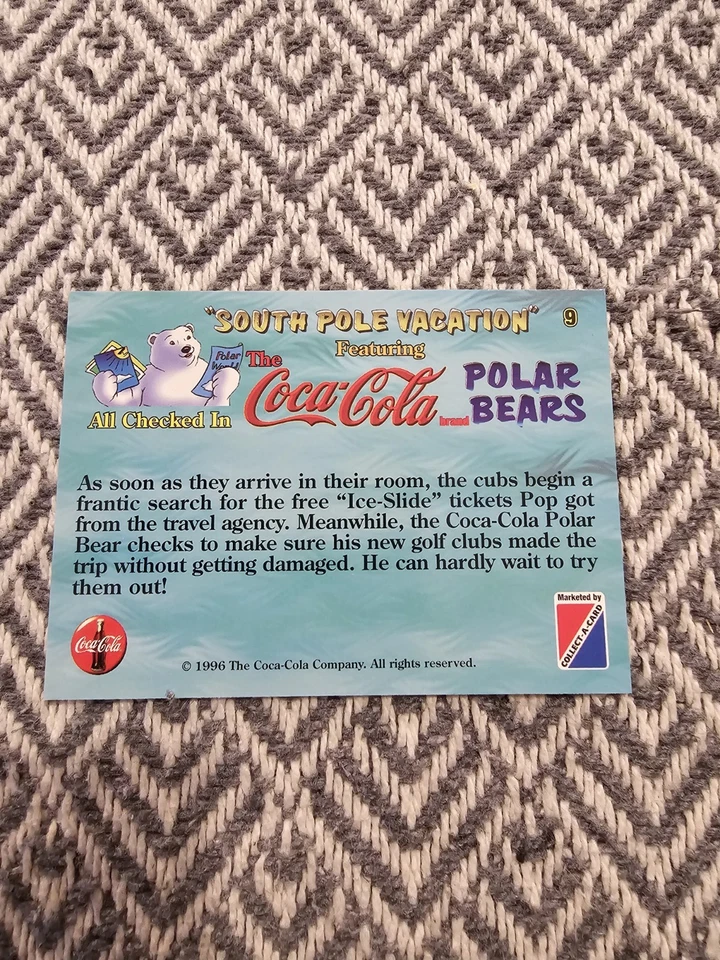 "SOUTH POLE VACATION" 9
Featuring
Polar
World
The
Coca-Cola
brand
POLAR
BEARS
All Checked In
As soon as they arrive in their room, the cubs begin a
frantic search for the free “Ice-Slide” tickets Pop got
from the travel agency. Meanwhile, the Coca-Cola Polar
Bear checks to make sure his new golf clubs made the
trip without getting damaged. He can hardly wait to try
them out!
Coca-Cola
© 1996 The Coca-Cola Company. All rights reserved.
Marketed by
COLLECT-A-CARD